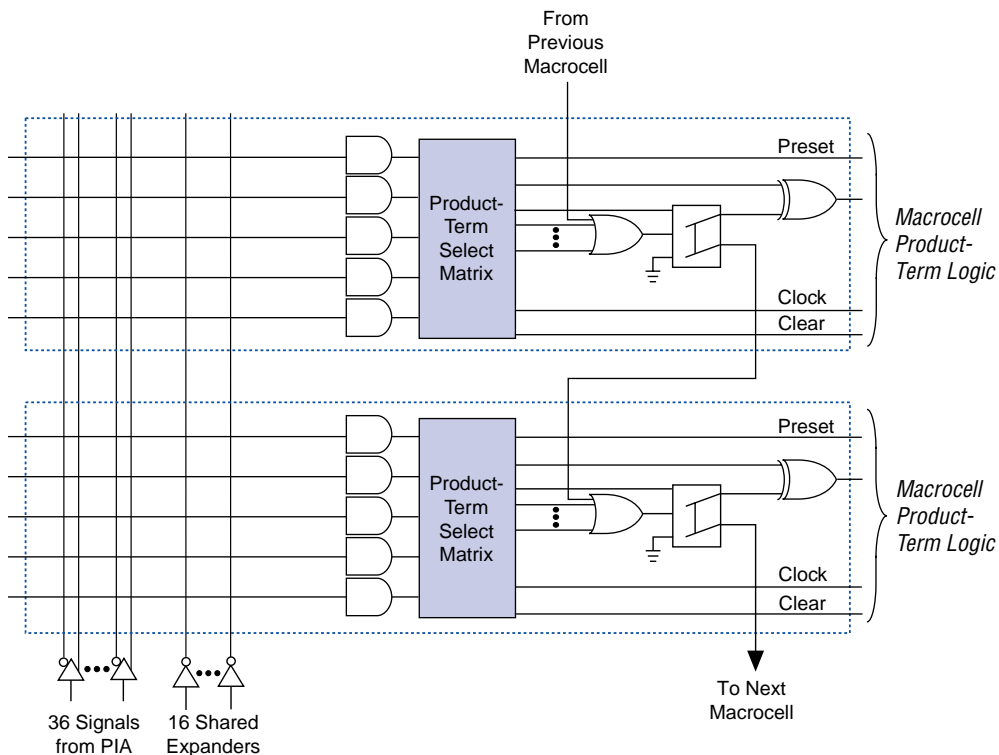 From
Previous
Macrocell
Preset
Product-
Term
Select
Matrix
Macrocell
Product-
Term Logic
Clock
Clear
Preset
Product-
Term
Select
Matrix
Macrocell
Product-
Term Logic
Clock
Clear
36 Signals
from PIA
16 Shared
Expanders
To Next
Macrocell